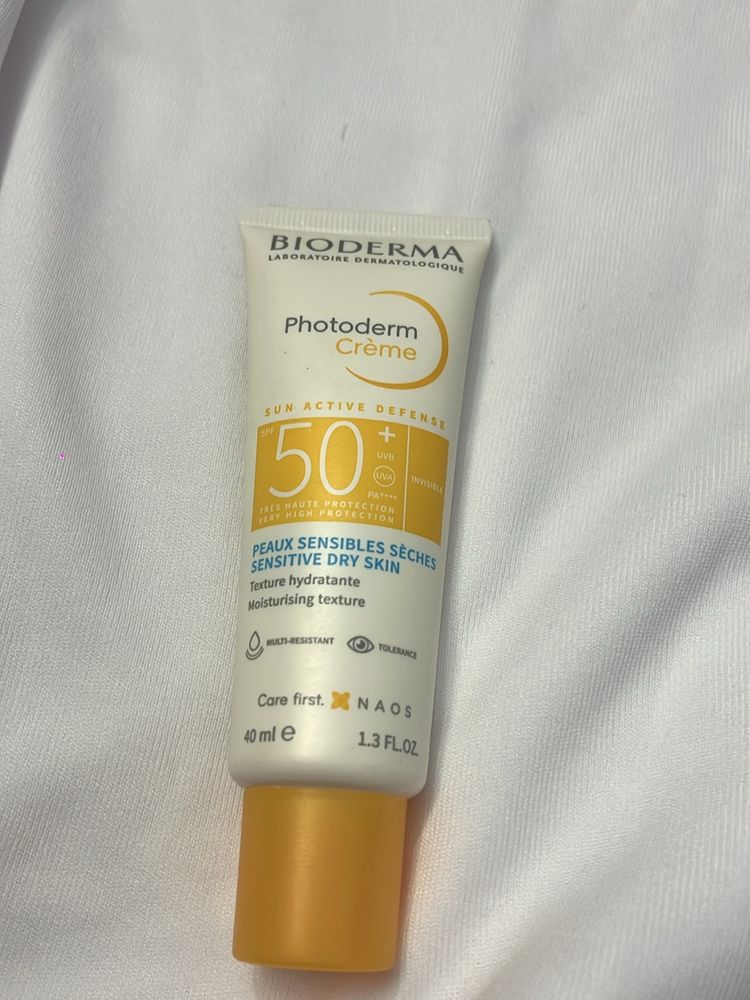 BIODERMA
LABORATOIRE DERMATOLOGIQUE
Photoderm
Crème
SUN ACTIVE DEFENSE
SPF 50+
UVB
UVA
PA++++
INVISIBLE
TRÈS HAUTE PROTECTION
VERY HIGH PROTECTION
PEAUX SENSIBLES SÈCHES
SENSITIVE DRY SKIN
Texture hydratante
Moisturising texture
MULTI-RESISTANT
TOLERANCE
Care first. NAOS
40 ml e 1.3 FL.OZ.